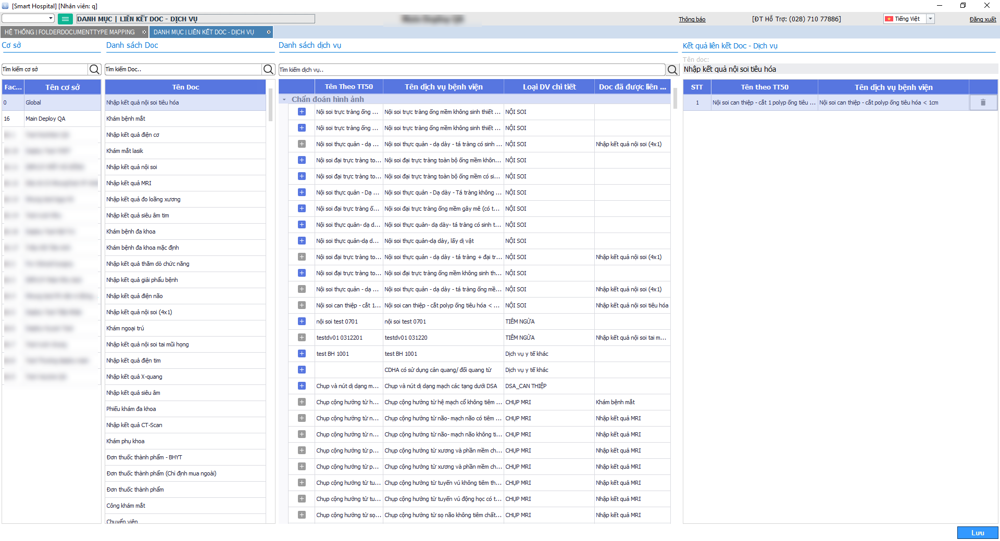 [Smart Hospital] [Nhân viên: q]
DANH MỤC | LIÊN KẾT DOC - DỊCH VỤ
Thông báo
[ĐT Hỗ Trợ: (028) 710 77886]
Tiếng Việt
Đăng xuất
HỆ THỐNG | FOLDERDOCUMENTTYPE MAPPING
DANH MỤC | LIÊN KẾT DOC - DỊCH VỤ
Cơ sở
Tìm kiếm cơ sở
Fac... Tên cơ sở
0 Global
16 Main Deploy QA
Danh sách Doc
Tìm kiếm Doc..
Tên Doc
Nhập kết quả nội soi tiêu hóa
Khám bệnh mắt
Nhập kết quả điện cơ
Khám mắt lasik
Nhập kết quả nội soi
Nhập kết quả MRI
Nhập kết quả đo loãng xương
Nhập kết quả siêu âm tim
Khám bệnh đa khoa
Khám bệnh đa khoa mặc định
Nhập kết quả thăm dò chức năng
Nhập kết quả giải phẩu bệnh
Nhập kết quả điện não
Nhập kết quả nội soi (4x1)
Khám ngoại trú
Nhập kết quả nội soi tai mũi họng
Nhập kết quả điện tim
Nhập kết quả X-quang
Nhập kết quả siêu âm
Phiếu khám đa khoa
Nhập kết quả CT-Scan
Khám phụ khoa
Đơn thuốc thành phẩm - BHYT
Đơn thuốc thành phẩm (Chỉ định mua ngoài)
Đơn thuốc thành phẩm
Công khám mắt
Chuyển viện
Danh sách dịch vụ
Tìm kiếm dịch vụ..
Tên Theo TT50 Tên dịch vụ bệnh viện Loại DV chi tiết Doc đã được liên ...
Chẩn đoán hình ảnh
Nội soi trực tràng ống ... Nội soi trực tràng ống mềm không sinh thiết ... NỘI SOI
Nội soi trực tràng ống ... Nội soi trực tràng ống mềm không sinh thiết ... NỘI SOI
Nội soi thực quản - dạ ... Nội soi thực quản - dạ dày - tá tràng có sinh ... NỘI SOI Nhập kết quả nội soi (4x1)
Nội soi đại trực tràng to... Nội soi đại trực tràng toàn bộ ống mềm khôn... NỘI SOI
Nội soi đại trực tràng to... Nội soi đại trực tràng toàn bộ ống mềm có si... NỘI SOI
Nội soi thực quản - Dạ ... Nội soi thực quản - Dạ dày - Tá tràng không ... NỘI SOI
Nội soi đại trực tràng ố... Nội soi đại trực tràng ống mềm gây mê (có t... NỘI SOI
Nội soi thực quản- dạ d... Nội soi thực quản- dạ dày- tá tràng có sinh t... NỘI SOI
Nội soi thực quản-dạ d... Nội soi thực quản-dạ dày, lấy dị vật NỘI SOI
Nội soi đại trực tràng to... Nội soi thực quản - dạ dày - tá tràng + đại tr... NỘI SOI Nhập kết quả nội soi (4x1)
Nội soi đại trực tràng to... Nội soi đại trực tràng ống mềm không sinh th... NỘI SOI
Nội soi thực quản - dạ ... Nội soi thực quản - dạ dày - tá tràng ống mề... NỘI SOI Nhập kết quả nội soi (4x1)
Nội soi can thiệp - cắt 1... Nội soi can thiệp - cắt polyp ống tiêu hóa < ... NỘI SOI Nhập kết quả nội soi tiêu hóa
nội soi test 0701 nội soi test 0701 TIÊM NGỪA
testdv01 0312201 testdv01 031220 TIÊM NGỪA Nhập kết quả nội soi tai m...
test BH 1001 test BH 1001 Dịch vụ y tế khác
CDHA có sử dụng cản quang/ đối quang từ Dịch vụ y tế khác
Chụp và nút dị dạng m... Chụp và nút dị dạng mạch các tạng dưới DSA DSA_CAN THIỆP
Chụp cộng hưởng từ h... Chụp cộng hưởng từ hệ mạch cổ không tiêm ... CHỤP MRI Khám bệnh mắt
Chụp cộng hưởng từ n... Chụp cộng hưởng từ não- mạch não có tiêm ... CHỤP MRI Nhập kết quả MRI
Chụp cộng hưởng từ n... Chụp cộng hưởng từ não- mạch não không ti... CHỤP MRI Nhập kết quả MRI
Chụp cộng hưởng từ p... Chụp cộng hưởng từ xương và phần mềm ch... CHỤP MRI Nhập kết quả MRI
Chụp cộng hưởng từ p... Chụp cộng hưởng từ xương và phần mềm ch... CHỤP MRI Nhập kết quả MRI
Chụp cộng hưởng từ tu... Chụp cộng hưởng từ tuyến vú không tiêm th... CHỤP MRI Nhập kết quả MRI
Chụp cộng hưởng từ tu... Chụp cộng hưởng từ tuyến vú động học có t... CHỤP MRI Nhập kết quả MRI
Chụp cộng hưởng từ sọ... Chụp cộng hưởng từ sọ não không tiêm chất... CHỤP MRI Nhập kết quả MRI
Kết quả liên kết Doc - Dịch vụ
Tên doc:
Nhập kết quả nội soi tiêu hóa
STT Tên theo TT50 Tên dịch vụ bệnh viện
1 Nội soi can thiệp - cắt 1 polyp ống tiêu ... Nội soi can thiệp - cắt polyp ống tiêu hóa < 1cm
Lưu